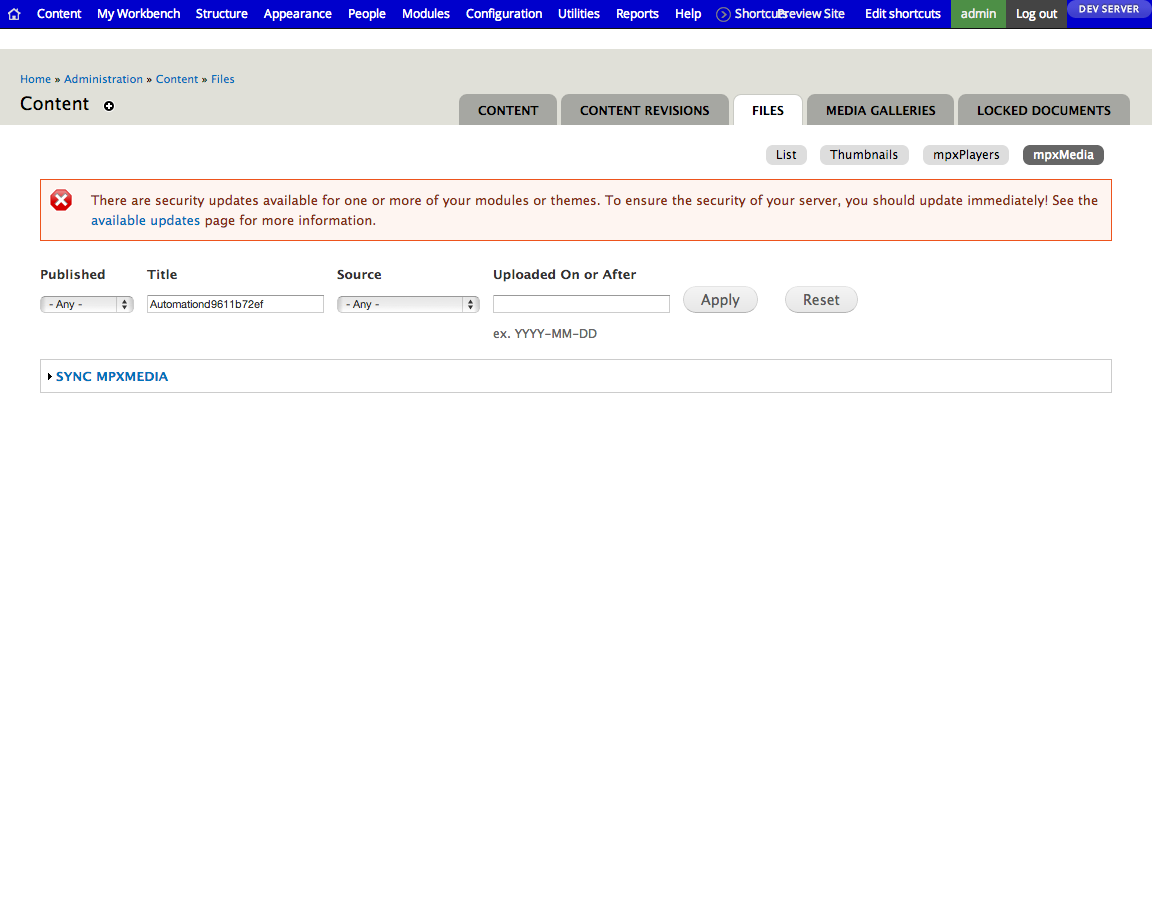 Content My Workbench Structure Appearance People Modules Configuration Utilities Reports Help Shortcuts Preview Site Edit shortcuts admin Log out DEV SERVER
Home » Administration » Content » Files
Content
CONTENT CONTENT REVISIONS FILES MEDIA GALLERIES LOCKED DOCUMENTS
List Thumbnails mpxPlayers mpxMedia
There are security updates available for one or more of your modules or themes. To ensure the security of your server, you should update immediately! See the
available updates page for more information.
Published Title Source Uploaded On or After
- Any - Automationd9611b72ef - Any - Apply Reset
ex. YYYY-MM-DD
SYNC MPXMEDIA